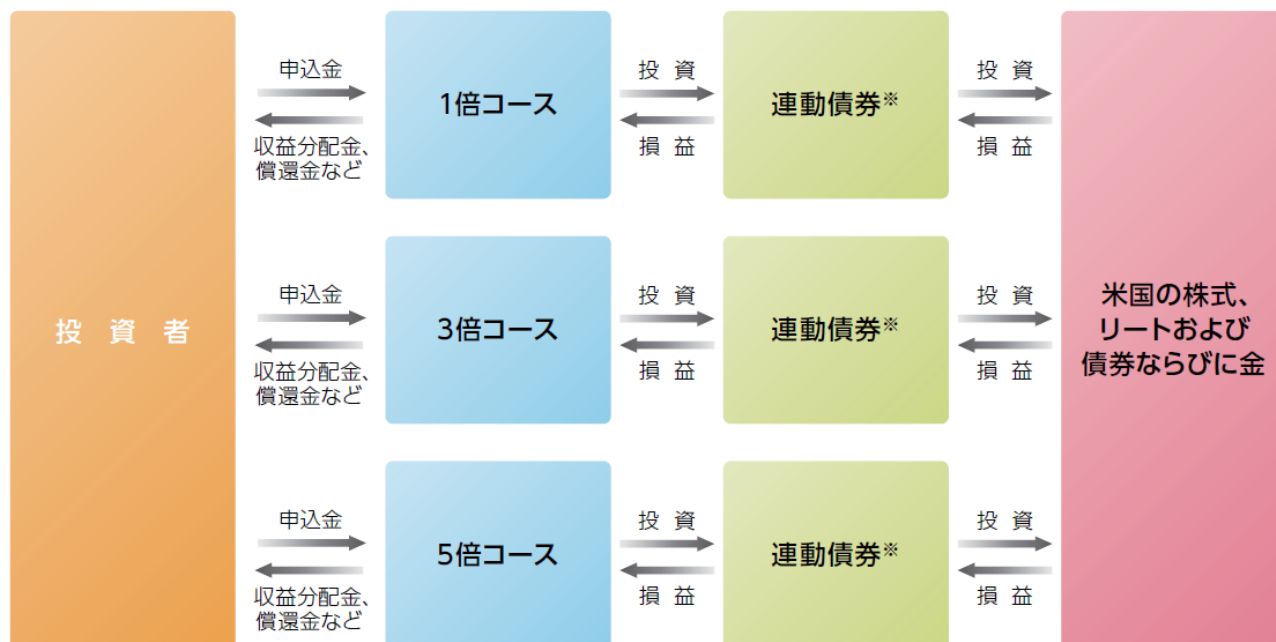 投資者
申込金
収益分配金、
償還金など
1倍コース
投資
損益
連動債券※
投資
損益
申込金
収益分配金、
償還金など
3倍コース
投資
損益
連動債券※
投資
損益
申込金
収益分配金、
償還金など
5倍コース
投資
損益
連動債券※
投資
損益
米国の株式、
リートおよび
債券ならびに金